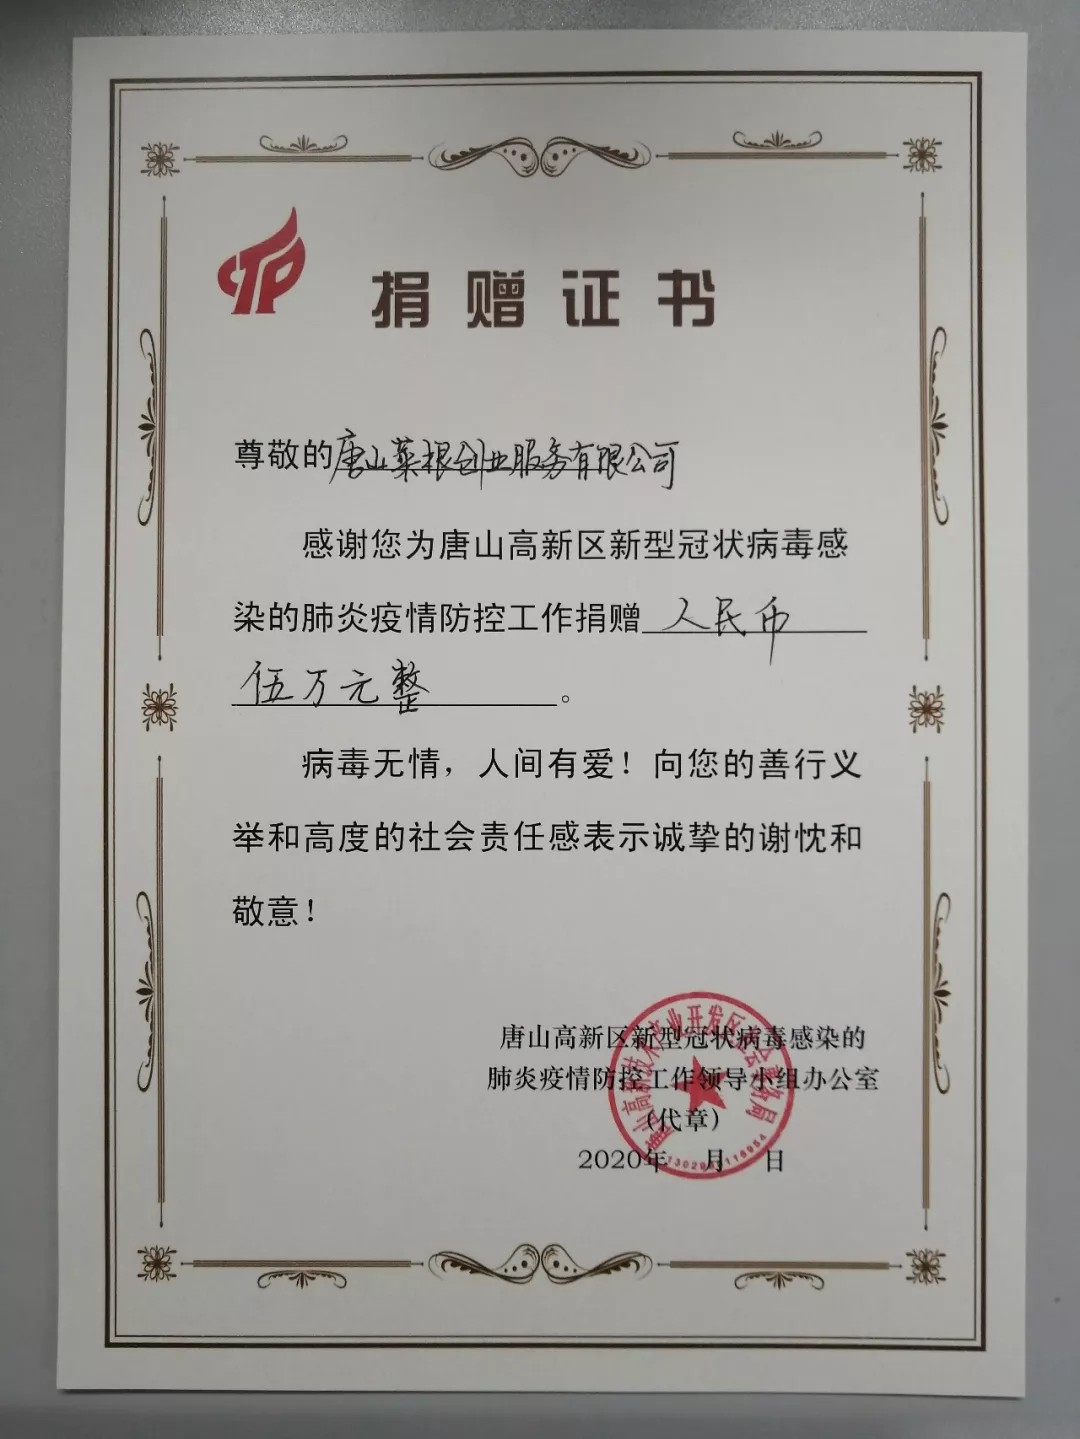 捐赠证书
尊敬的唐山菜根创业服务有限公司
感谢您为唐山高新区新型冠状病毒感
染的肺炎疫情防控工作捐赠 人民币
伍万元整 。
病毒无情，人间有爱！向您的善行义
举和高度的社会责任感表示诚挚的谢忱和
敬意！
唐山高新区新型冠状病毒感染的
肺炎疫情防控工作领导小组办公室
（代章）
2020年 月 日